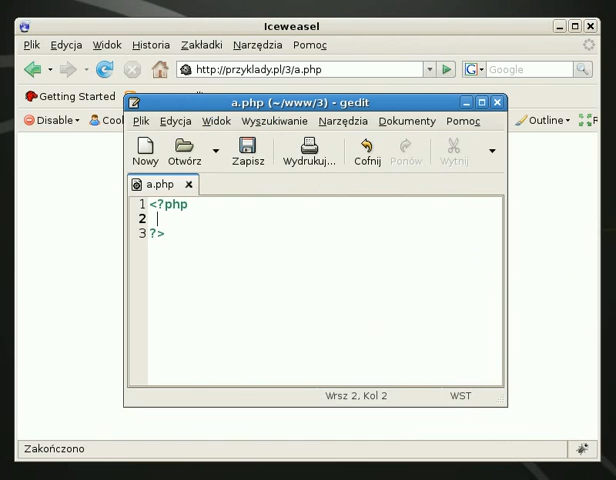 Iceweasel
Plik Edycja Widok Historia Zakładki Narzędzia Pomoc
http://przyklady.pl/3/a.php G Google
Getting Started
Disable Outline
a.php (~/www/3) - gedit
Plik Edycja Widok Wyszukiwanie Narzędzia Dokumenty Pomoc
Nowy Otwórz Zapisz Wydrukuj... Cofnij Ponów Wytnij
a.php
1 <?php
2
3 ?>
Wrsz 2, Kol 2 WST
Zakończono